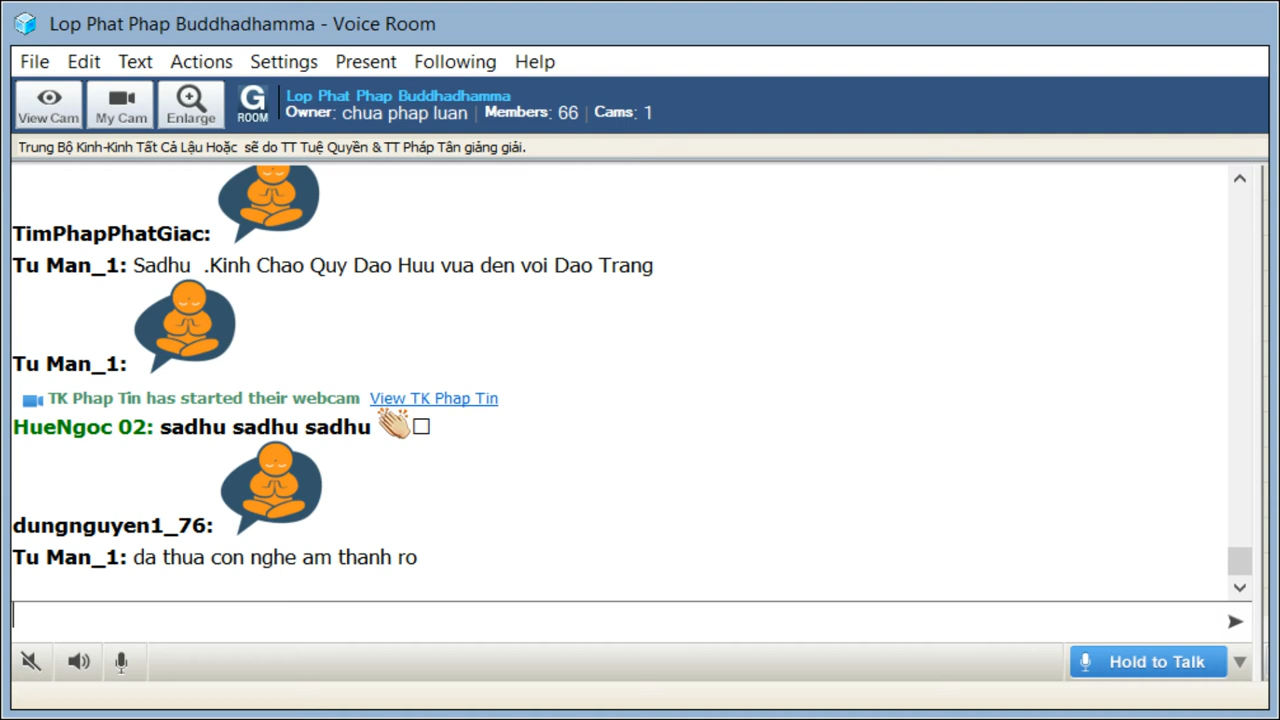 Lop Phat Phap Buddhadhamma - Voice Room
File Edit Text Actions Settings Present Following Help
View Cam My Cam Enlarge G ROOM
Lop Phat Phap Buddhadhamma
Owner: chua phap luan | Members: 66 | Cams: 1
Trung Bộ Kinh-Kinh Tất Cả Lậu Hoặc sẽ do TT Tuệ Quyền & TT Pháp Tân giảng giải.
TimPhapPhatGiac:
Tu Man_1: Sadhu .Kinh Chao Quy Dao Huu vua den voi Dao Trang
Tu Man_1:
TK Phap Tin has started their webcam View TK Phap Tin
HueNgoc 02: sadhu sadhu sadhu 👏□
dungnguyen1_76:
Tu Man_1: da thua con nghe am thanh ro
Hold to Talk